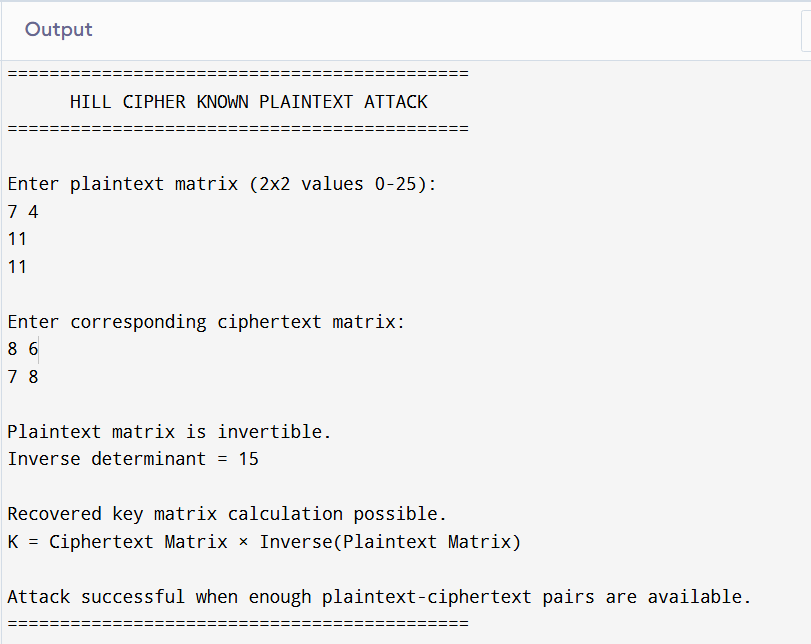 Output
============================================
HILL CIPHER KNOWN PLAINTEXT ATTACK
============================================
Enter plaintext matrix (2x2 values 0-25):
7 4
11
11
Enter corresponding ciphertext matrix:
8 6
7 8
Plaintext matrix is invertible.
Inverse determinant = 15
Recovered key matrix calculation possible.
K = Ciphertext Matrix × Inverse(Plaintext Matrix)
Attack successful when enough plaintext-ciphertext pairs are available.
============================================